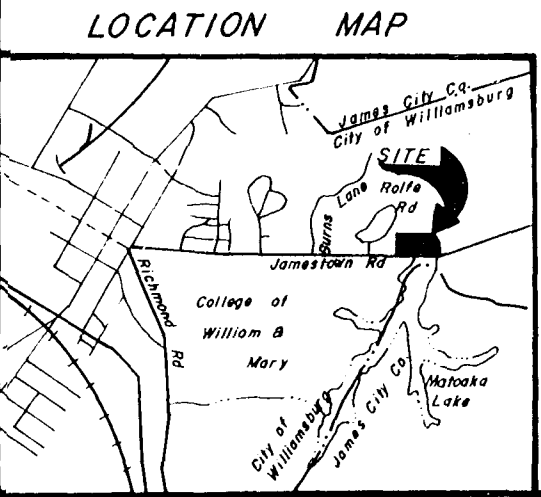 LOCATION MAP
James City Co.
City of Williamsburg
SITE
Burns Lane
Rolfe Rd
Jamestown Rd
Richmond Rd
College of
William &
Mary
City of
Williamsburg
James City Co.
Matoaka
Lake